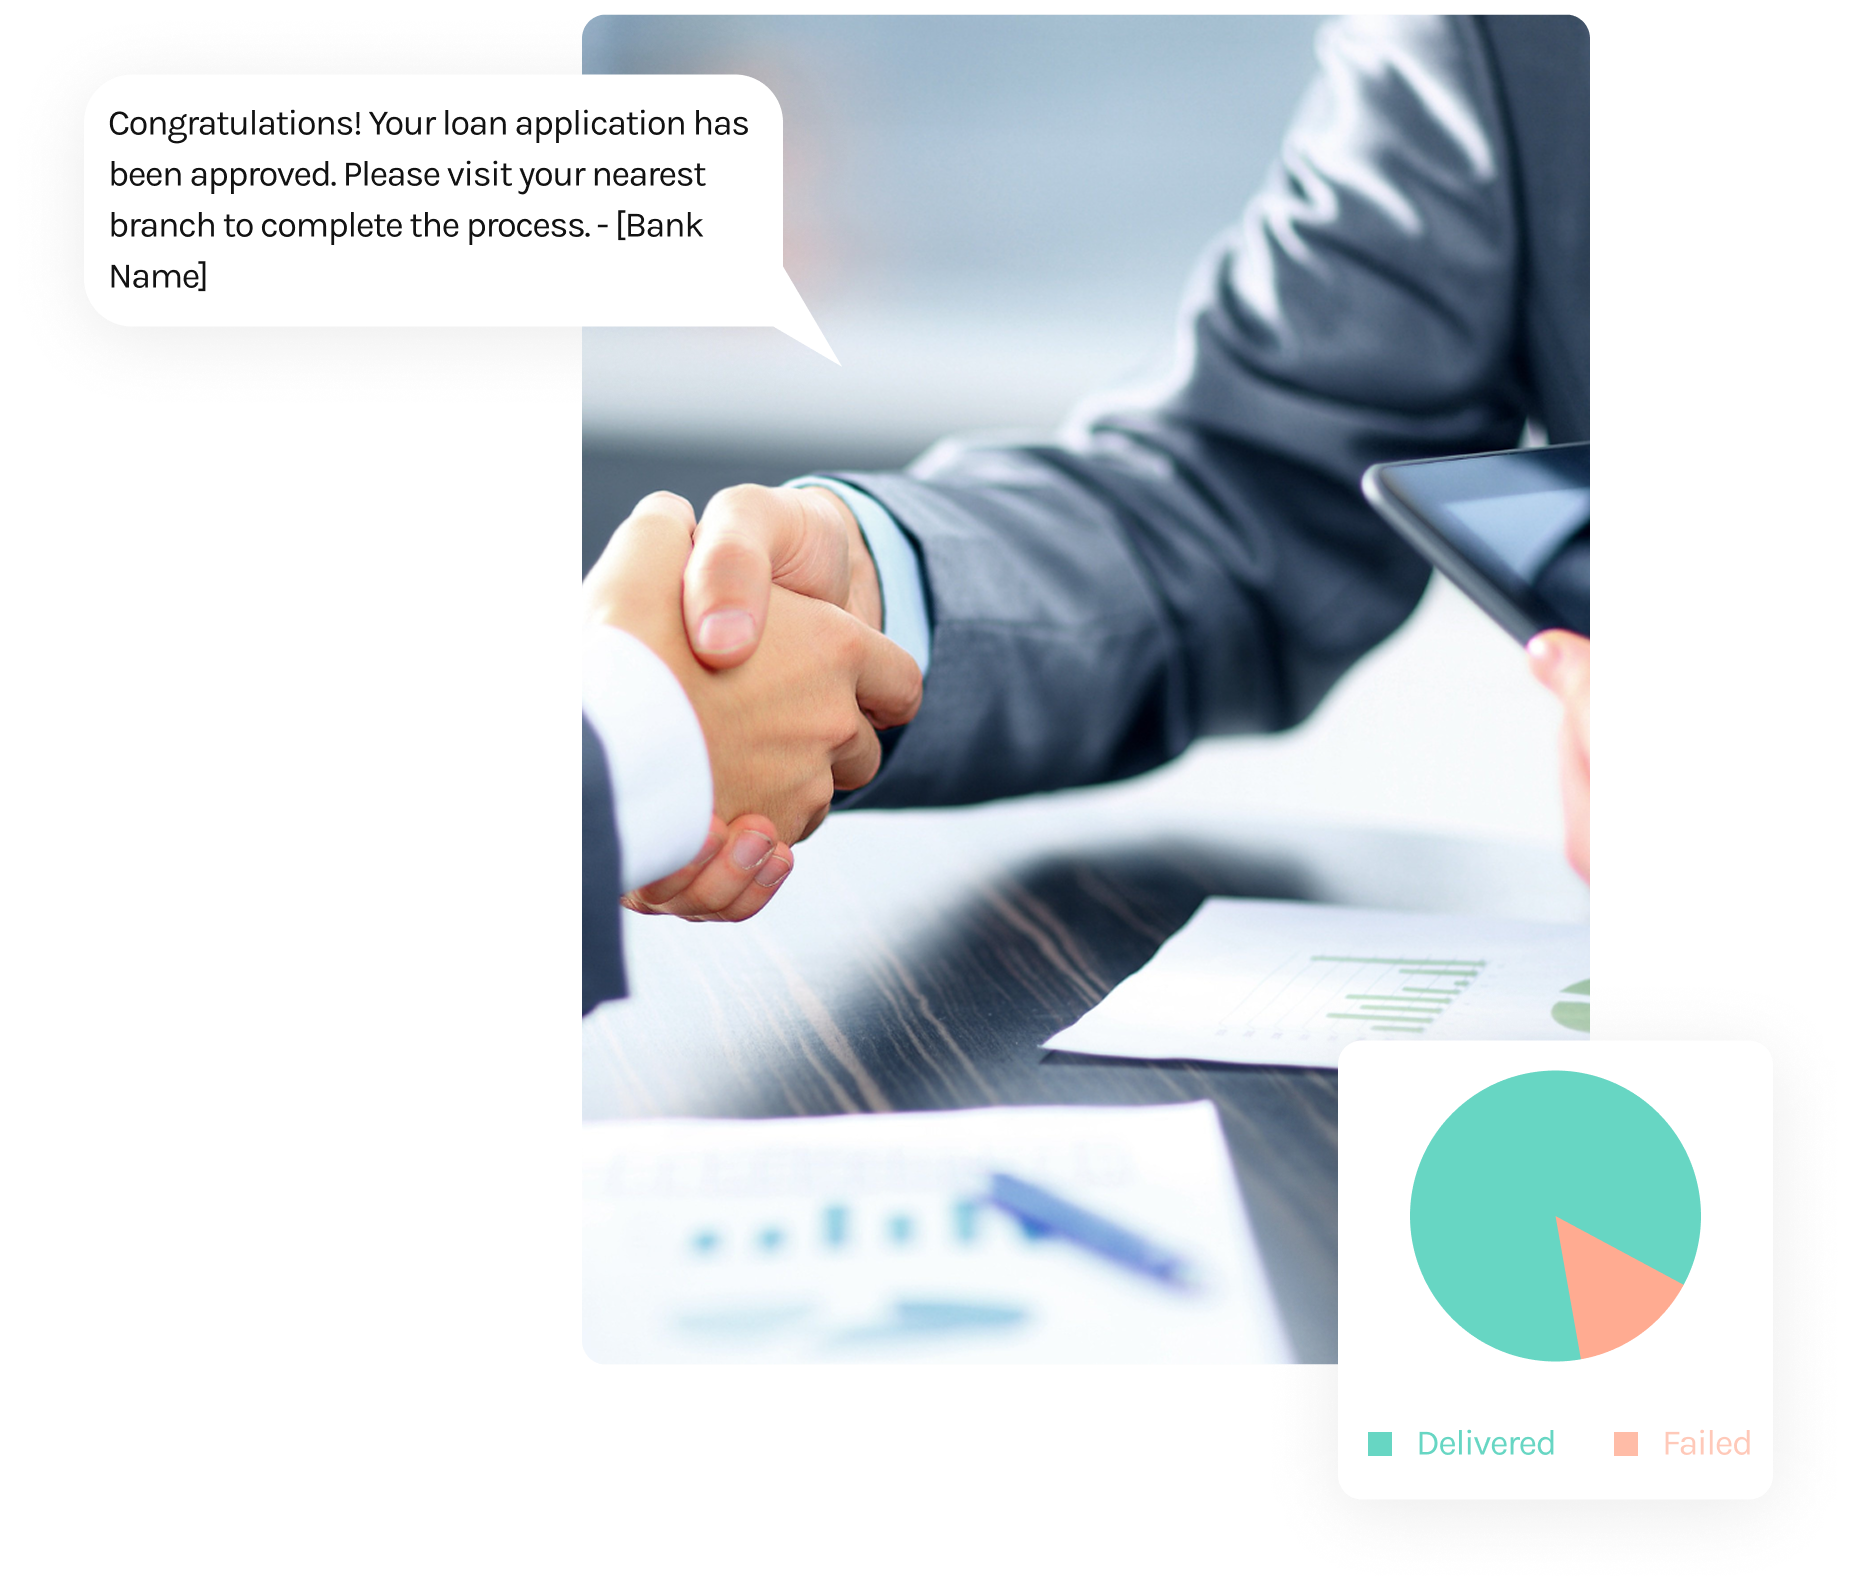 Congratulations! Your loan application has
been approved. Please visit your nearest
branch to complete the process. - [Bank
Name]
Delivered
Failed